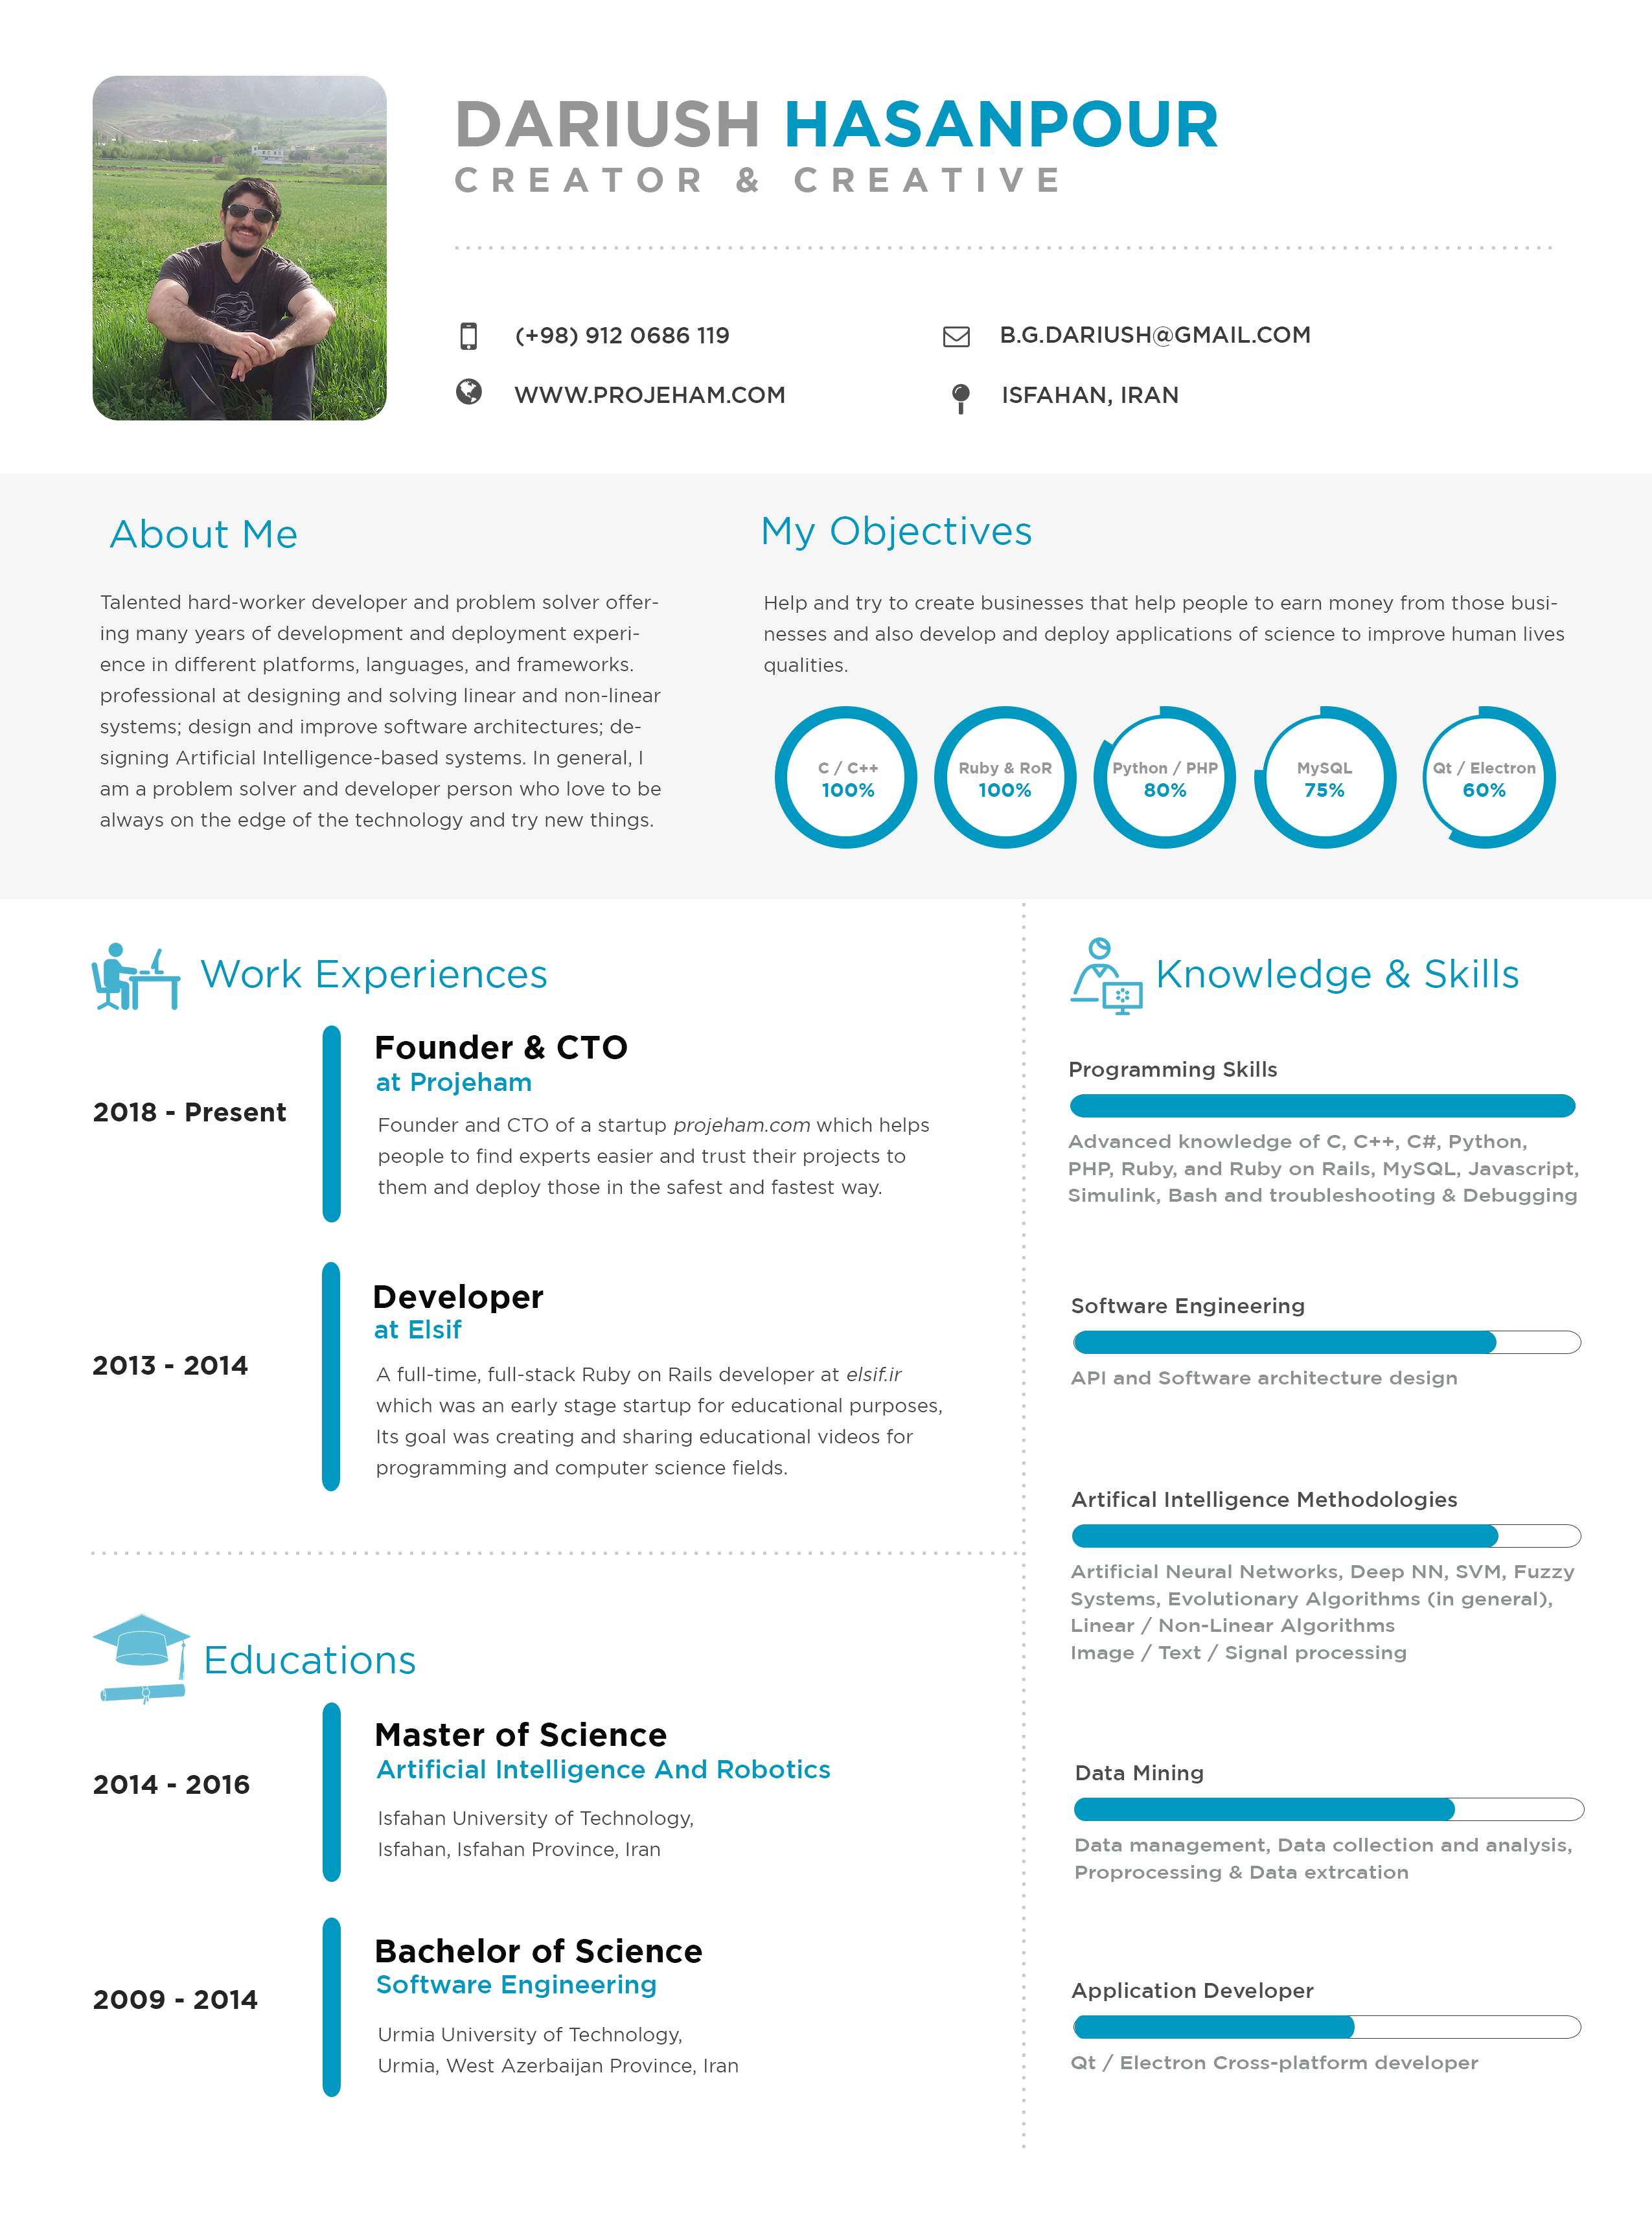 DARIUSH HASANPOUR
CREATOR & CREATIVE
(+98) 912 0686 119
B.G.DARIUSH@GMAIL.COM
WWW.PROJEHAM.COM
ISFAHAN, IRAN
About Me
Talented hard-worker developer and problem solver offer-
ing many years of development and deployment experi-
ence in different platforms, languages, and frameworks.
professional at designing and solving linear and non-linear
systems; design and improve software architectures; de-
signing Artificial Intelligence-based systems. In general, I
am a problem solver and developer person who love to be
always on the edge of the technology and try new things.
My Objectives
Help and try to create businesses that help people to earn money from those busi-
nesses and also develop and deploy applications of science to improve human lives
qualities.
C / C++
100%
Ruby & RoR
100%
Python / PHP
80%
MySQL
75%
Qt / Electron
60%
Work Experiences
2018 - Present
Founder & CTO
at Projeham
Founder and CTO of a startup projeham.com which helps
people to find experts easier and trust their projects to
them and deploy those in the safest and fastest way.
2013 - 2014
Developer
at Elsif
A full-time, full-stack Ruby on Rails developer at elsif.ir
which was an early stage startup for educational purposes,
Its goal was creating and sharing educational videos for
programming and computer science fields.
Educations
2014 - 2016
Master of Science
Artificial Intelligence And Robotics
Isfahan University of Technology,
Isfahan, Isfahan Province, Iran
2009 - 2014
Bachelor of Science
Software Engineering
Urmia University of Technology,
Urmia, West Azerbaijan Province, Iran
Knowledge & Skills
Programming Skills
Advanced knowledge of C, C++, C#, Python,
PHP, Ruby, and Ruby on Rails, MySQL, Javascript,
Simulink, Bash and troubleshooting & Debugging
Software Engineering
API and Software architecture design
Artifical Intelligence Methodologies
Artificial Neural Networks, Deep NN, SVM, Fuzzy
Systems, Evolutionary Algorithms (in general),
Linear / Non-Linear Algorithms
Image / Text / Signal processing
Data Mining
Data management, Data collection and analysis,
Proprocessing & Data extrcation
Application Developer
Qt / Electron Cross-platform developer